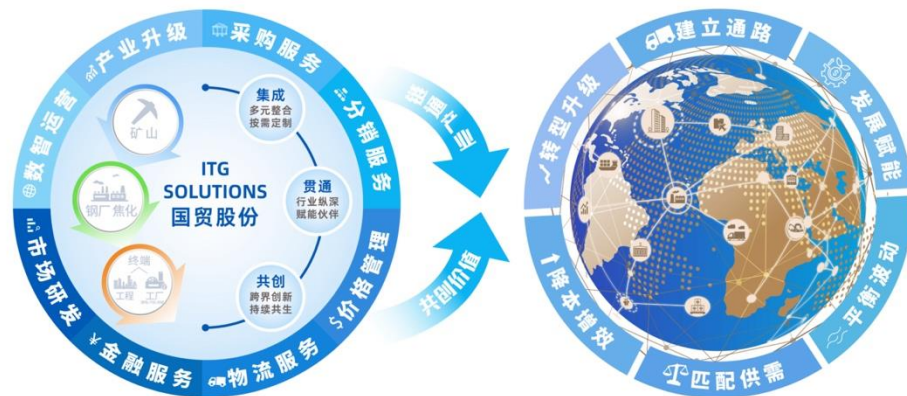 数智运营
产业升级
采购服务
分销服务
价格管理
物流服务
金融服务
市场研发
矿山
钢厂 焦化
终端
工程 工厂
ITG
SOLUTIONS
国贸股份
集成
多元整合
按需定制
贯通
行业纵深
赋能伙伴
共创
跨界创新
持续共生
链通产业
共创价值
建立通路
发展赋能
平衡波动
匹配供需
降本增效
转型升级